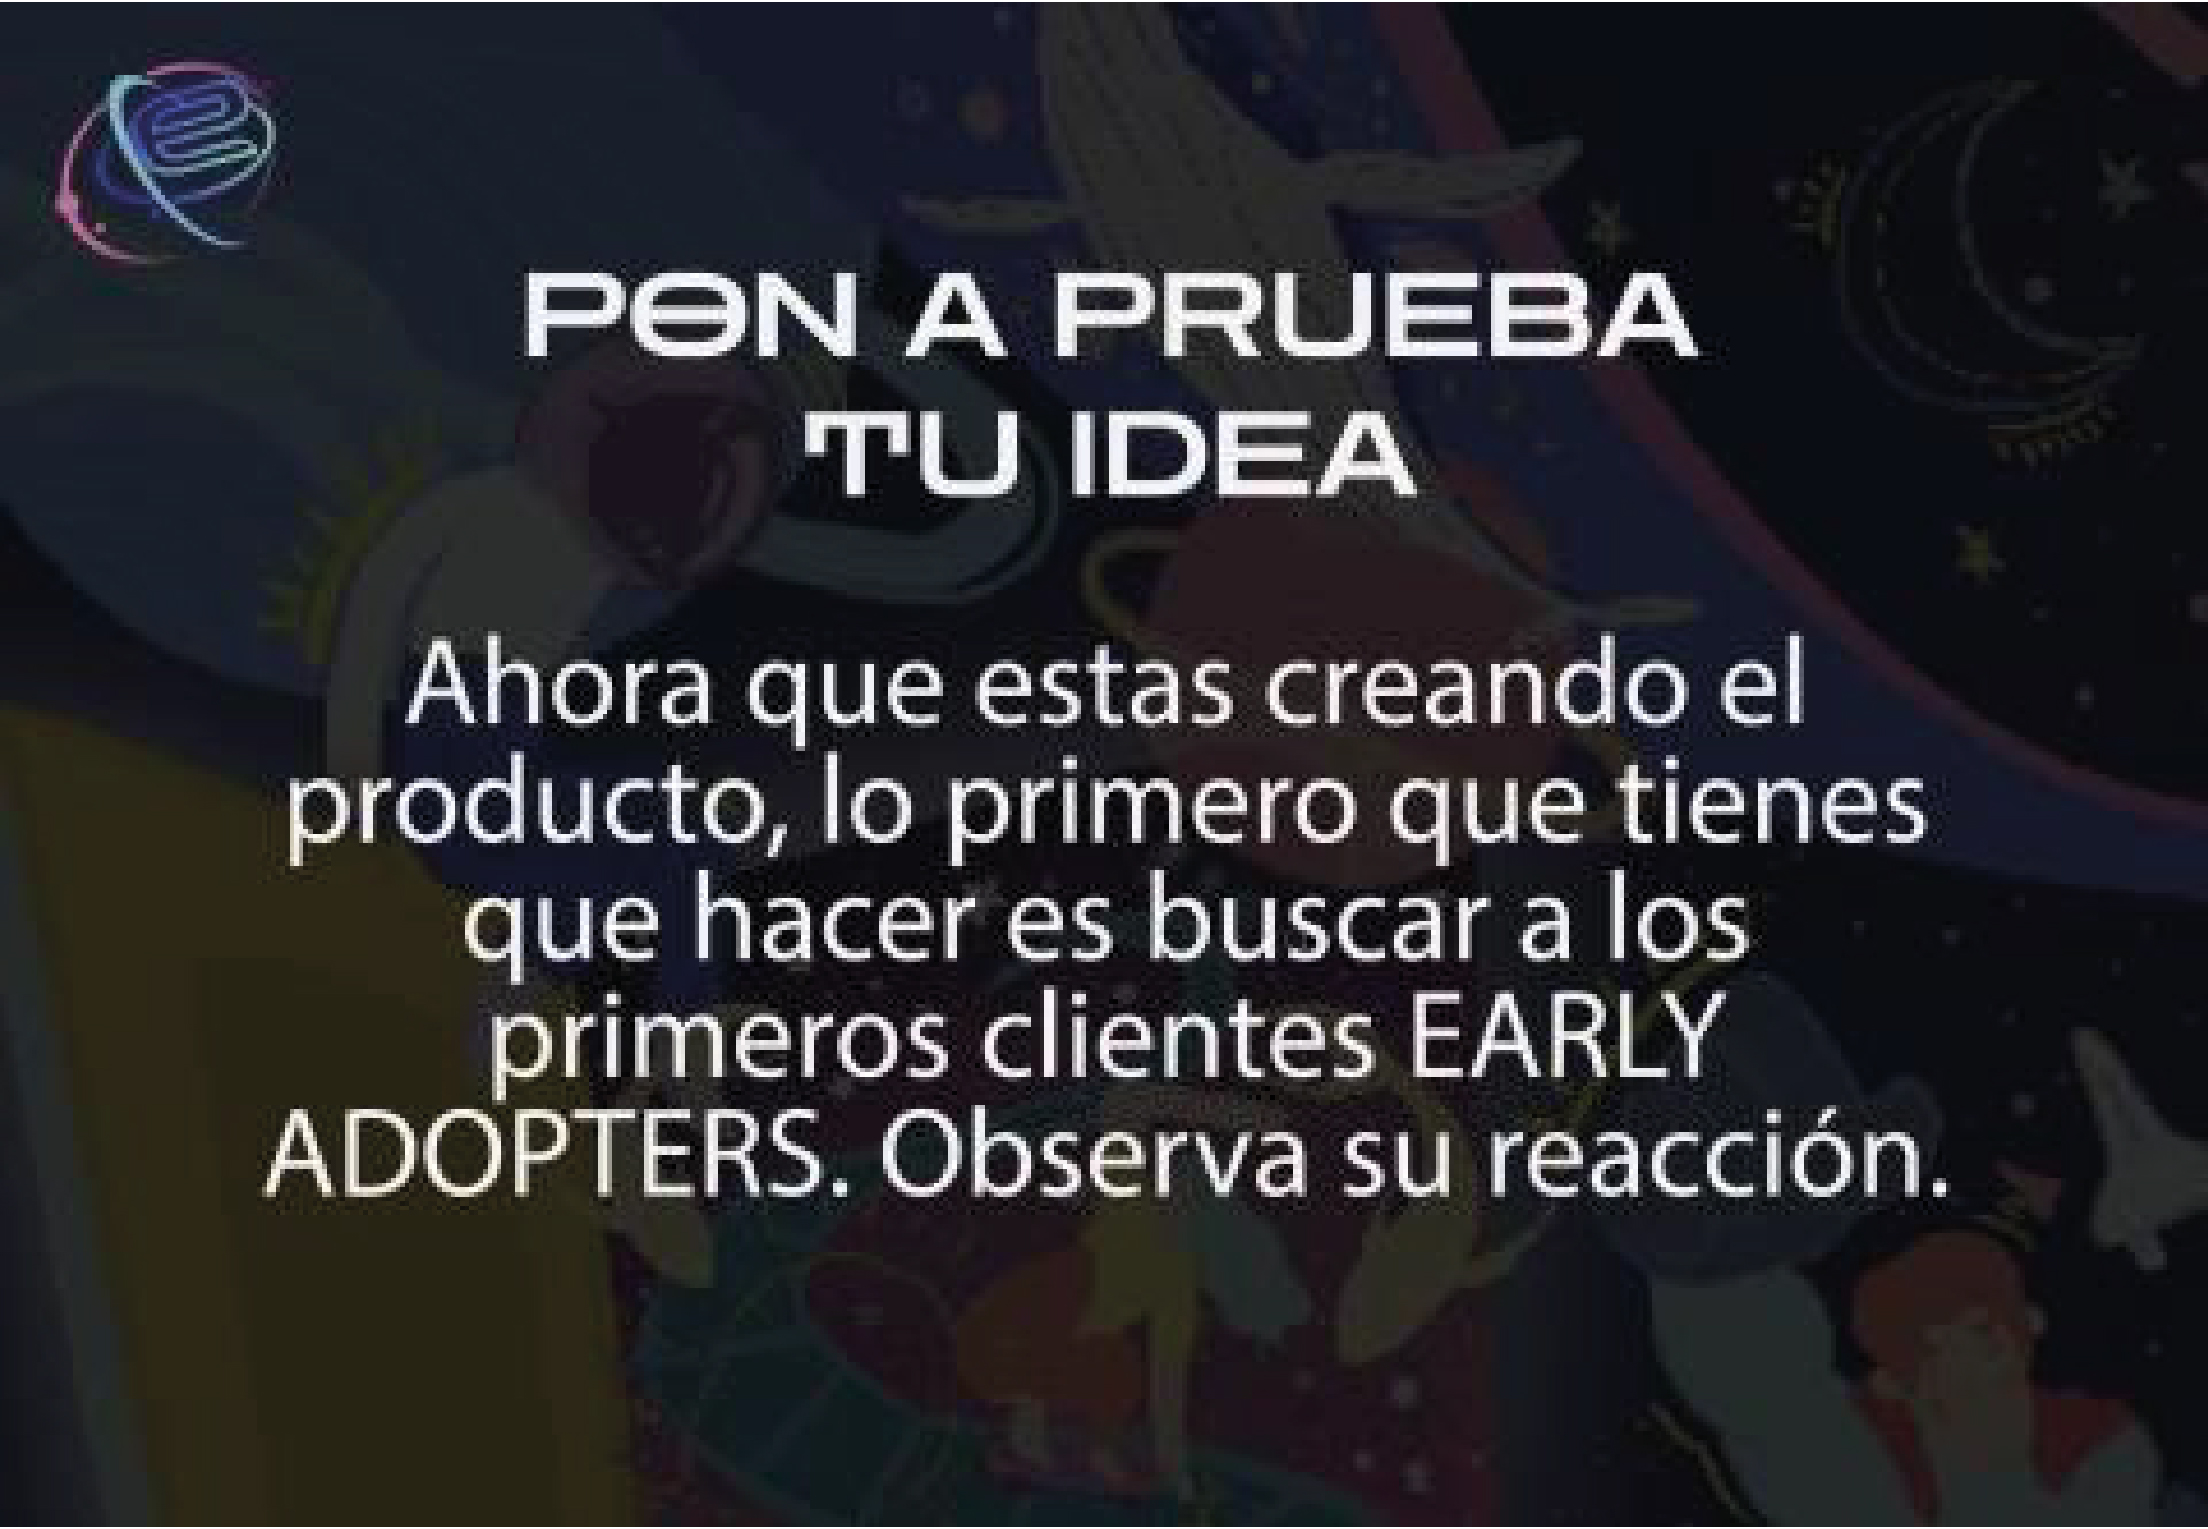 PON A PRUEBA
TU IDEA
Ahora que estas creando el
producto, lo primero que tienes
que hacer es buscar a los
primeros clientes EARLY
ADOPTERS. Observa su reacción.